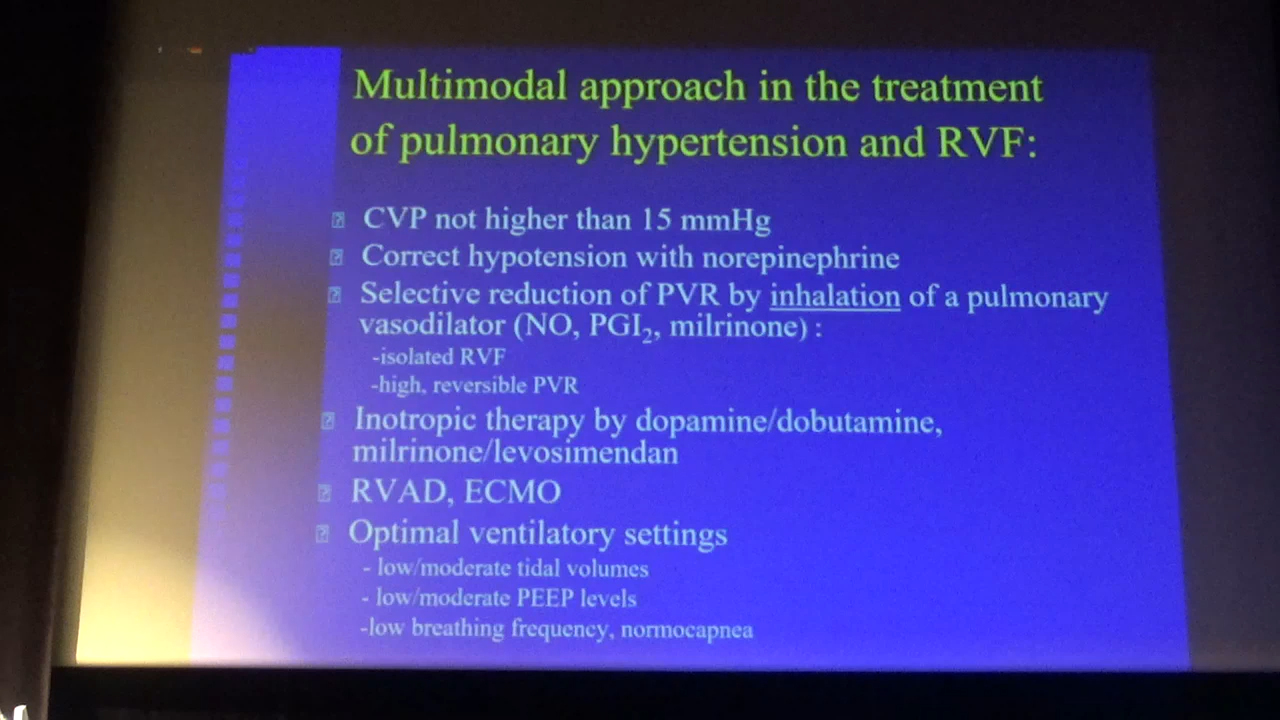 Multimodal approach in the treatment
of pulmonary hypertension and RVF:
CVP not higher than 15 mmHg
Correct hypotension with norepinephrine
Selective reduction of PVR by inhalation of a pulmonary
vasodilator (NO, PGI₂, milrinone) :
-isolated RVF
-high, reversible PVR
Inotropic therapy by dopamine/dobutamine,
milrinone/levosimendan
RVAD, ECMO
Optimal ventilatory settings
- low/moderate tidal volumes
- low/moderate PEEP levels
-low breathing frequency, normocapnea